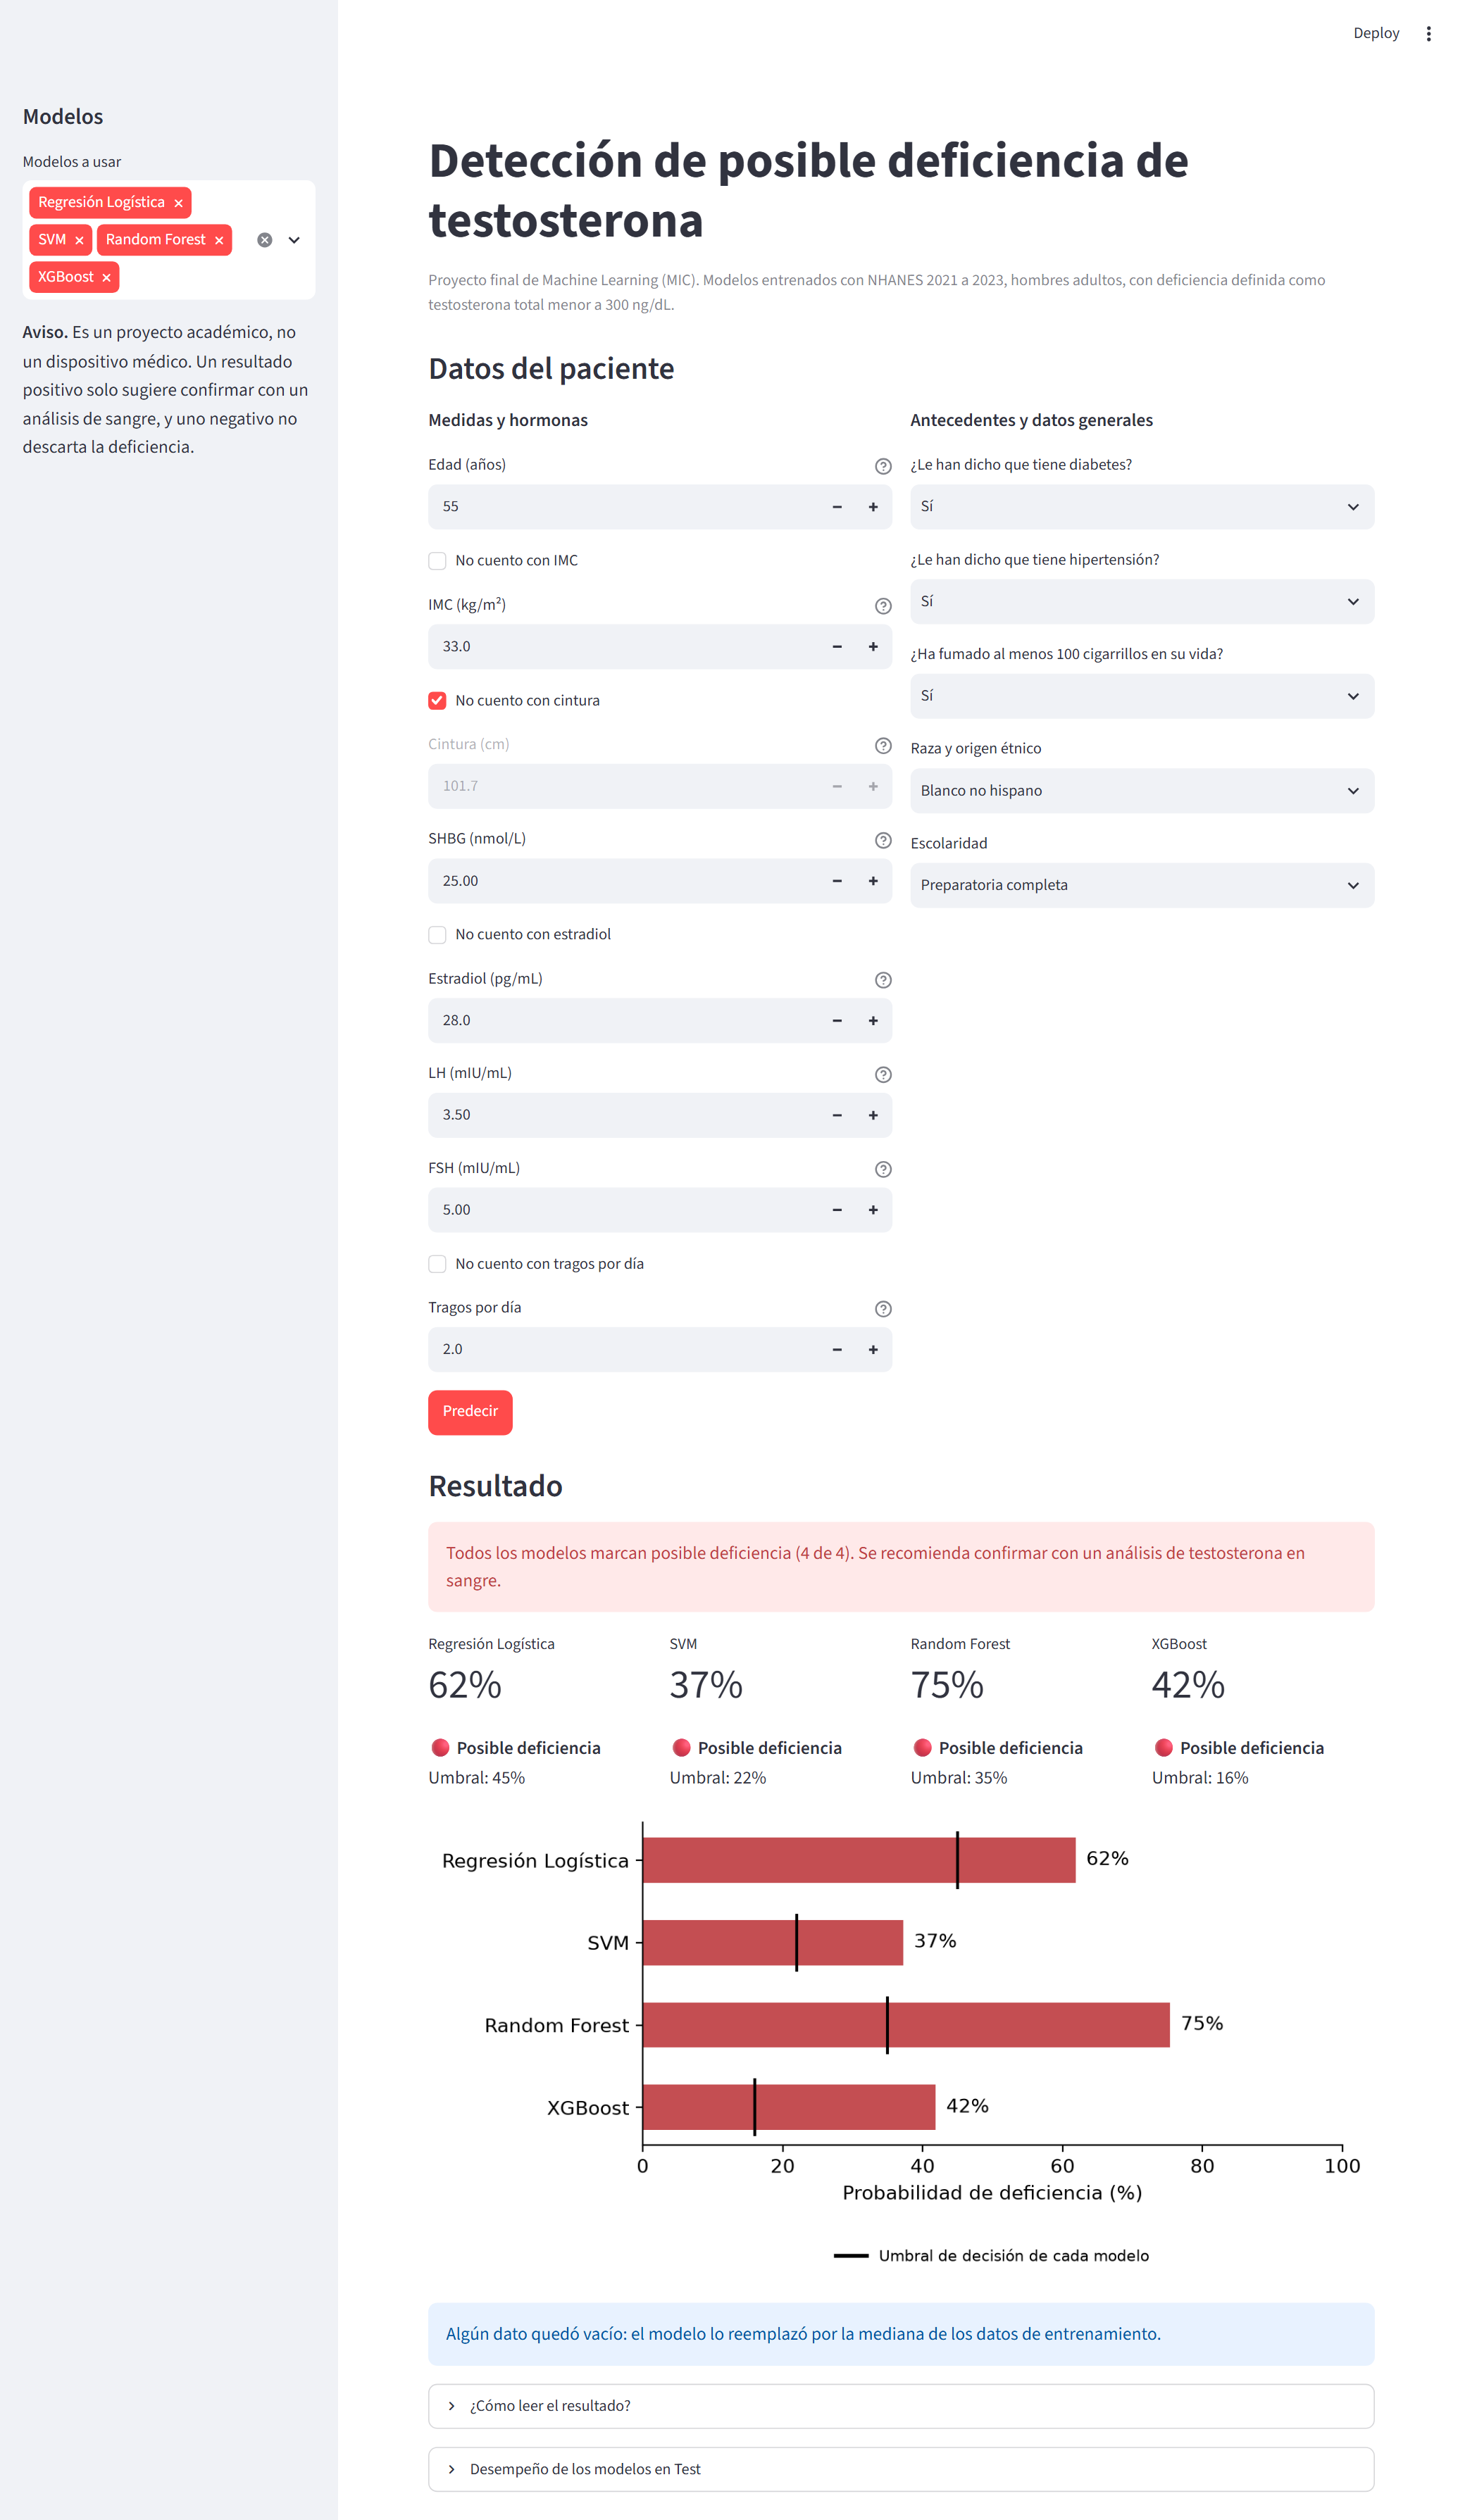 Deploy
Modelos
Modelos a usar
Regresión Logística
SVM
Random Forest
XGBoost
Aviso. Es un proyecto académico, no
un dispositivo médico. Un resultado
positivo solo sugiere confirmar con un
análisis de sangre, y uno negativo no
descarta la deficiencia.
Detección de posible deficiencia de
testosterona
Proyecto final de Machine Learning (MIC). Modelos entrenados con NHANES 2021 a 2023, hombres adultos, con deficiencia definida como
testosterona total menor a 300 ng/dL.
Datos del paciente
Medidas y hormonas
Edad (años)
55
No cuento con IMC
IMC (kg/m²)
33.0
No cuento con cintura
Cintura (cm)
101.7
SHBG (nmol/L)
25.00
No cuento con estradiol
Estradiol (pg/mL)
28.0
LH (mIU/mL)
3.50
FSH (mIU/mL)
5.00
No cuento con tragos por día
Tragos por día
2.0
Antecedentes y datos generales
¿Le han dicho que tiene diabetes?
Sí
¿Le han dicho que tiene hipertensión?
Sí
¿Ha fumado al menos 100 cigarrillos en su vida?
Sí
Raza y origen étnico
Blanco no hispano
Escolaridad
Preparatoria completa
Predecir
Resultado
Todos los modelos marcan posible deficiencia (4 de 4). Se recomienda confirmar con un análisis de testosterona en
sangre.
Regresión Logística
62%
Posible deficiencia
Umbral: 45%
SVM
37%
Posible deficiencia
Umbral: 22%
Random Forest
75%
Posible deficiencia
Umbral: 35%
XGBoost
42%
Posible deficiencia
Umbral: 16%
Regresión Logística 62%
SVM 37%
Random Forest 75%
XGBoost 42%
0 20 40 60 80 100
Probabilidad de deficiencia (%)
Umbral de decisión de cada modelo
Algún dato quedó vacío: el modelo lo reemplazó por la mediana de los datos de entrenamiento.
¿Cómo leer el resultado?
Desempeño de los modelos en Test